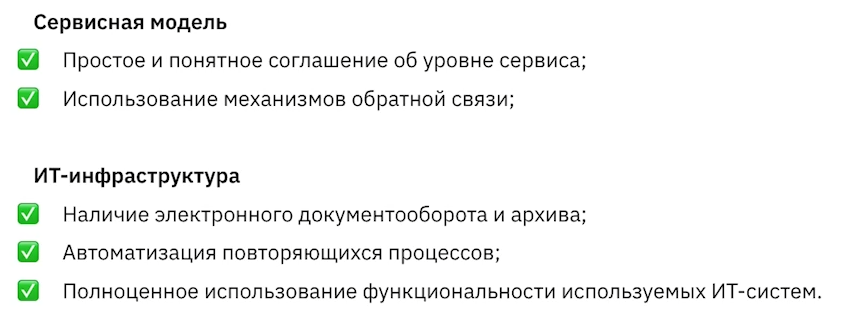 Сервисная модель
Простое и понятное соглашение об уровне сервиса;
Использование механизмов обратной связи;
ИТ-инфраструктура
Наличие электронного документооборота и архива;
Автоматизация повторяющихся процессов;
Полноценное использование функциональности используемых ИТ-систем.